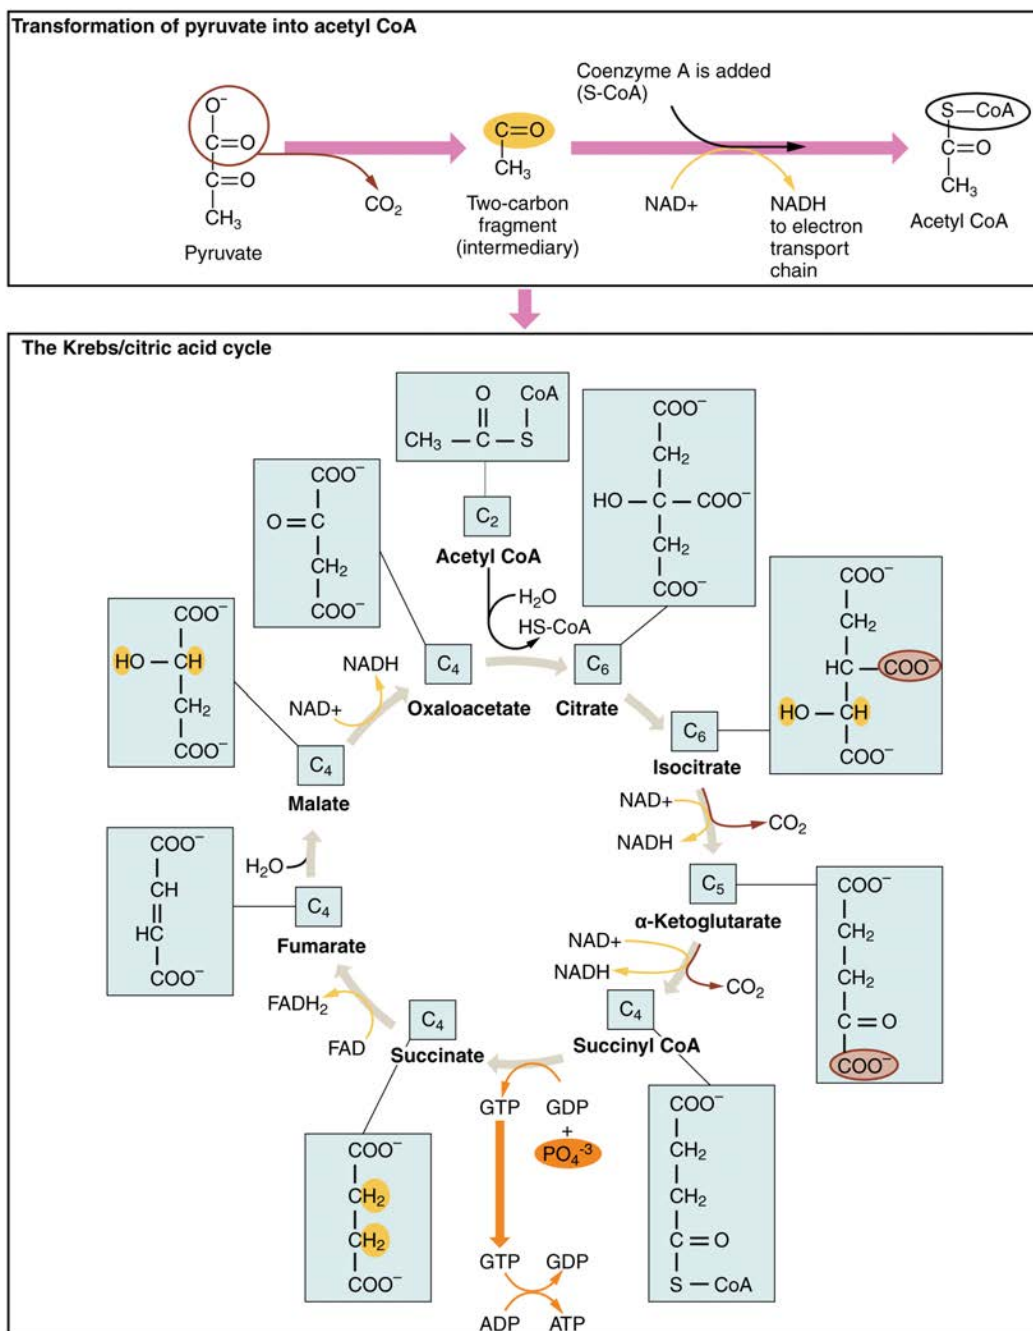 Transformation of pyruvate into acetyl CoA
O⁻
C=O
C=O
CH₃
Pyruvate
CO₂
C=O
CH₃
Two-carbon
fragment
(intermediary)
Coenzyme A is added
(S-CoA)
NAD+
NADH
to electron
transport
chain
S—CoA
C=O
CH₃
Acetyl CoA
The Krebs/citric acid cycle
O CoA
CH₃ — C — S
C₂
Acetyl CoA
H₂O
HS-CoA
COO⁻
O=C
CH₂
COO⁻
C₄
Oxaloacetate
COO⁻
CH₂
HO — C — COO⁻
CH₂
COO⁻
C₆
Citrate
COO⁻
CH₂
HC — COO⁻
HO — CH
COO⁻
C₆
Isocitrate
NAD+
NADH
CO₂
C₅
α-Ketoglutarate
COO⁻
CH₂
CH₂
C = O
COO⁻
NAD+
NADH
CO₂
C₄
Succinyl CoA
COO⁻
CH₂
CH₂
C = O
S — CoA
GTP GDP
+
PO₄⁻³
GTP GDP
ADP ATP
C₄
Succinate
COO⁻
CH₂
CH₂
COO⁻
FADH₂
FAD
C₄
Fumarate
COO⁻
CH
HC
COO⁻
H₂O
C₄
Malate
COO⁻
HO — CH
CH₂
COO⁻
NAD+
NADH